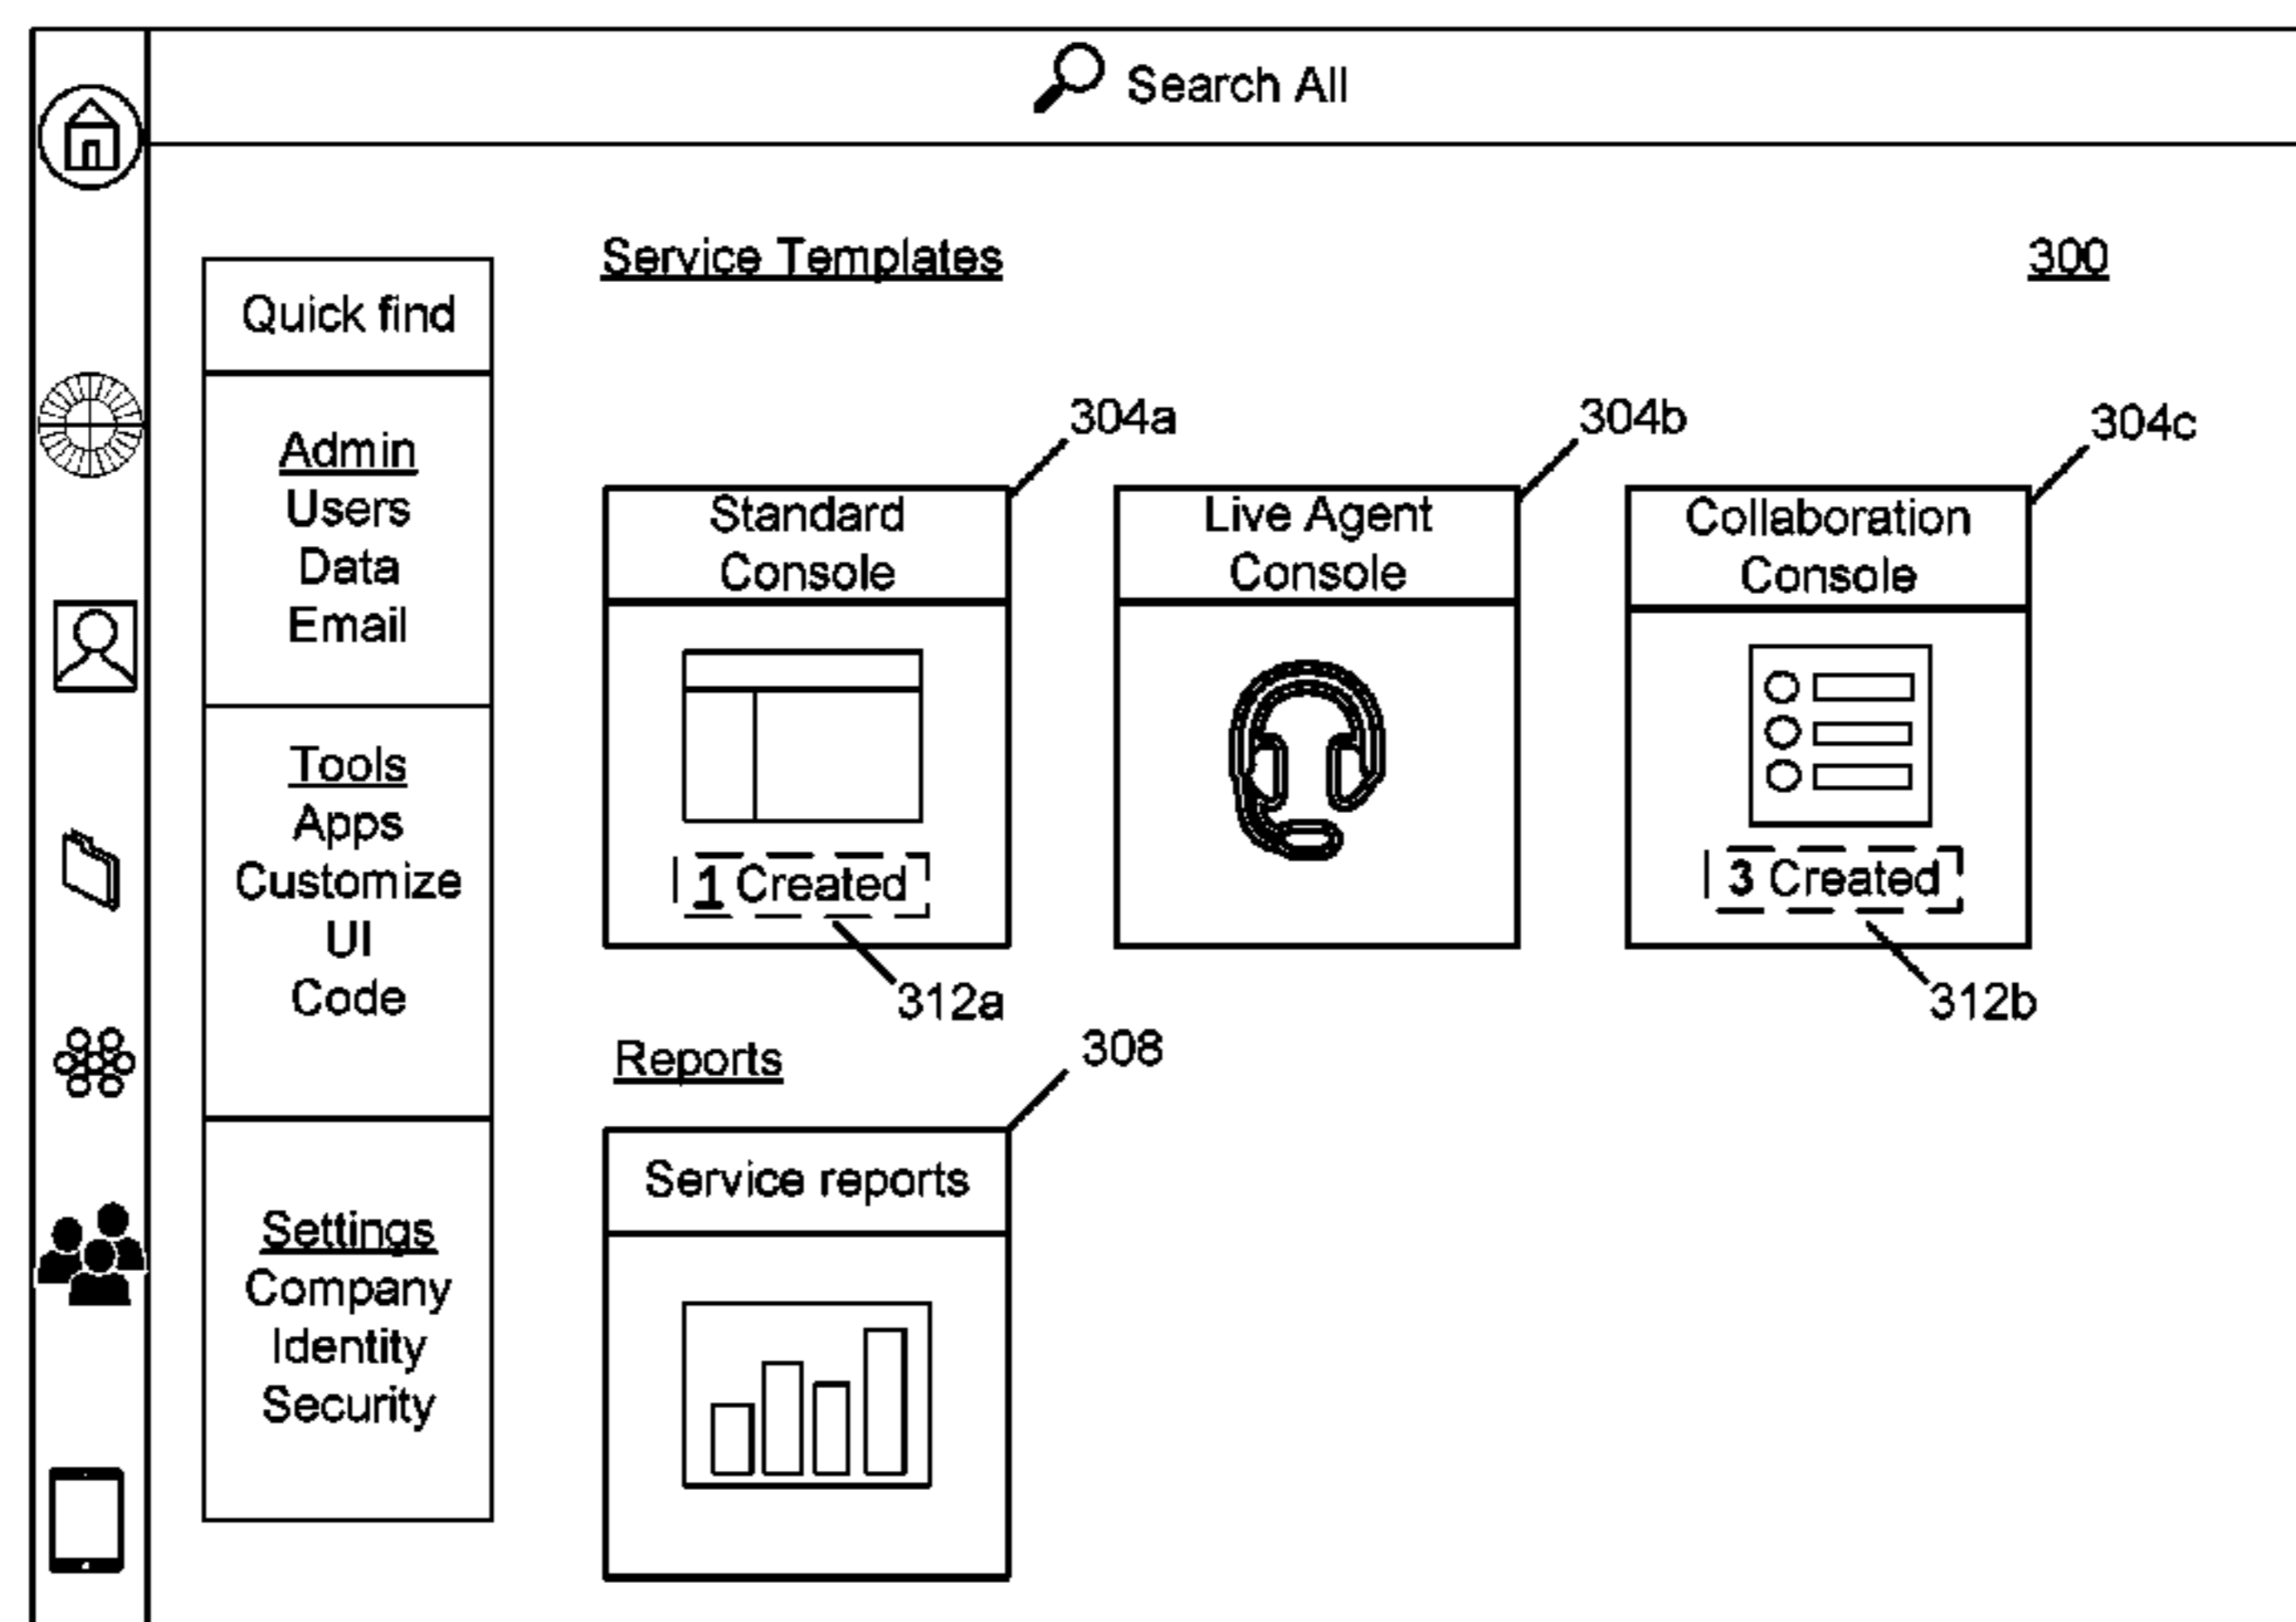 Search All
Quick find
Admin
Users
Data
Email
Tools
Apps
Customize
UI
Code
Settings
Company
Identity
Security
Service Templates
300
304a
304b
304c
Standard
Console
1 Created
312a
Live Agent
Console
Collaboration
Console
3 Created
312b
Reports
308
Service reports